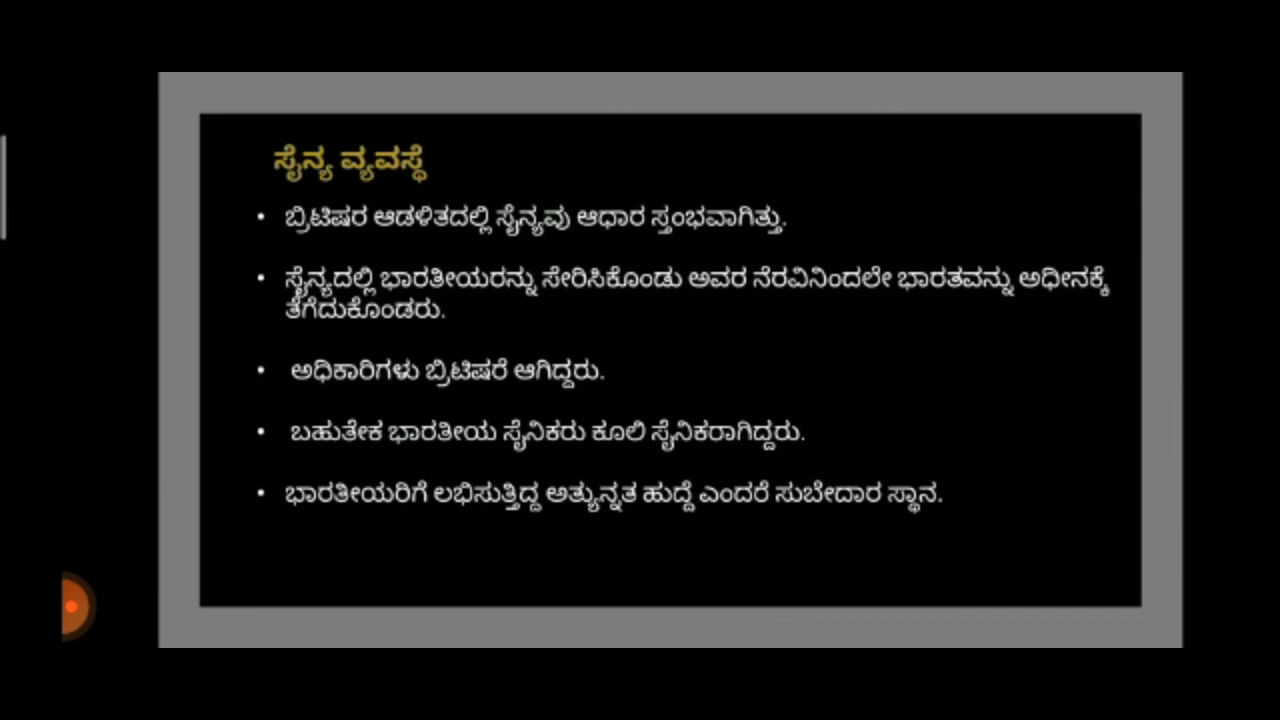 ಸೈನ್ಯ ವ್ಯವಸ್ಥೆ
• ಬ್ರಿಟಿಷರ ಆಡಳಿತದಲ್ಲಿ ಸೈನ್ಯವು ಆಧಾರ ಸ್ತಂಭವಾಗಿತ್ತು.
• ಸೈನ್ಯದಲ್ಲಿ ಭಾರತೀಯರನ್ನು ಸೇರಿಸಿಕೊಂಡು ಅವರ ನೆರವಿನಿಂದಲೇ ಭಾರತವನ್ನು ಅಧೀನಕ್ಕೆ
ತೆಗೆದುಕೊಂಡರು.
• ಅಧಿಕಾರಿಗಳು ಬ್ರಿಟಿಷರೆ ಆಗಿದ್ದರು.
• ಬಹುತೇಕ ಭಾರತೀಯ ಸೈನಿಕರು ಕೂಲಿ ಸೈನಿಕರಾಗಿದ್ದರು.
• ಭಾರತೀಯರಿಗೆ ಲಭಿಸುತ್ತಿದ್ದ ಅತ್ಯುನ್ನತ ಹುದ್ದೆ ಎಂದರೆ ಸುಬೇದಾರ ಸ್ಥಾನ.